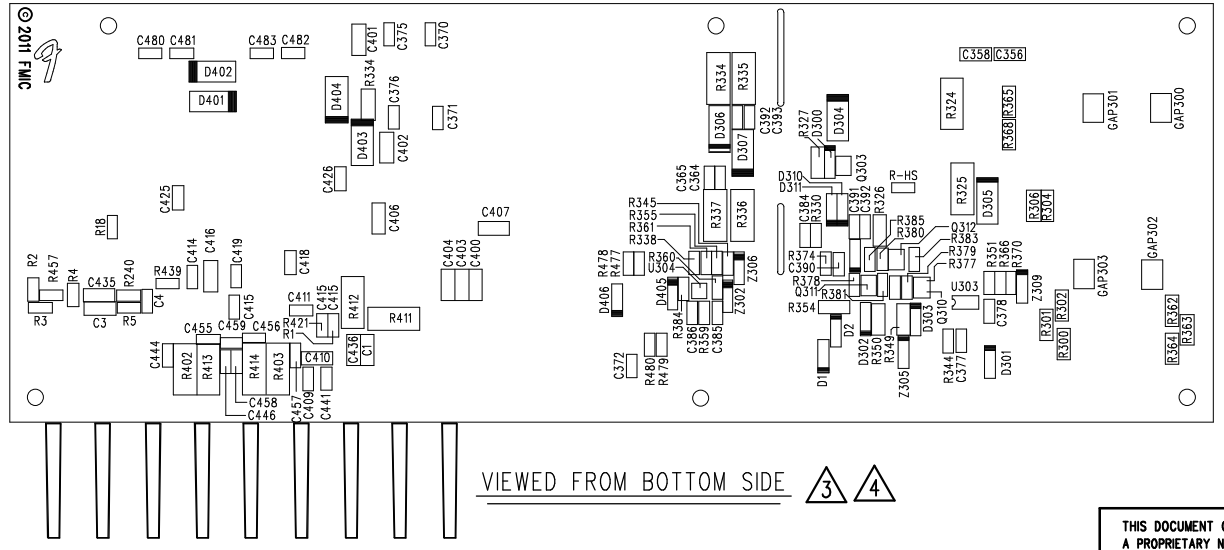 © 2011 FMIC
C480 C481 C483 C482
D402
D401
C401
C375
C370
D404
R334
C376
C371
D403
C402
C426
C425
C406
C407
R18
R2
R457
R4
C435
R240
R439
C414
C416
C419
C418
C404
C403
C400
R3
C3
R5
C4
C415
C411
C415
C415
R412
R411
R421
R1
C455
C459
C456
C436
C1
C444
R402
R413
R414
R403
C410
C458
C446
C457
C409
C441
R334
R335
D306
D307
C392
C393
C365
C364
R337
R336
R345
R355
R361
R338
R360
U304
R478
R477
D406
D405
R384
C386
R359
C385
Z302
Z306
C372
R480
R479
R327
D300
D304
Q303
D310
D311
C384
R330
C391
C392
R326
R-HS
R385
R380
Q312
R383
R379
R377
R374
C390
R378
Q311
R381
R354
D2
D1
D302
R350
R349
Z305
D303
Q310
U303
R344
C377
C378
D301
R351
R366
R370
Z309
C358 C356
R324
R365
R368
R325
D305
R306
R304
GAP301
GAP300
GAP302
GAP303
R301
R302
R300
R362
R363
R364
VIEWED FROM BOTTOM SIDE
3 4
THIS DOCUMENT
A PROPRIETARY